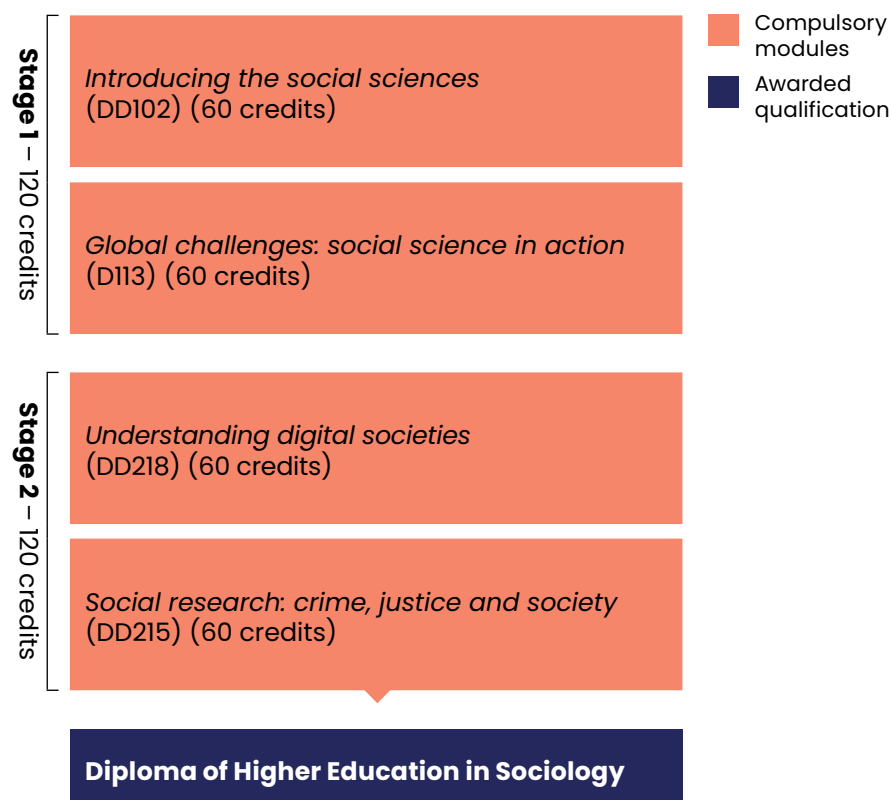 Compulsory
modules
Awarded
qualification
Stage 1 – 120 credits
Introducing the social sciences
(DD102) (60 credits)
Global challenges: social science in action
(D113) (60 credits)
Stage 2 – 120 credits
Understanding digital societies
(DD218) (60 credits)
Social research: crime, justice and society
(DD215) (60 credits)
Diploma of Higher Education in Sociology